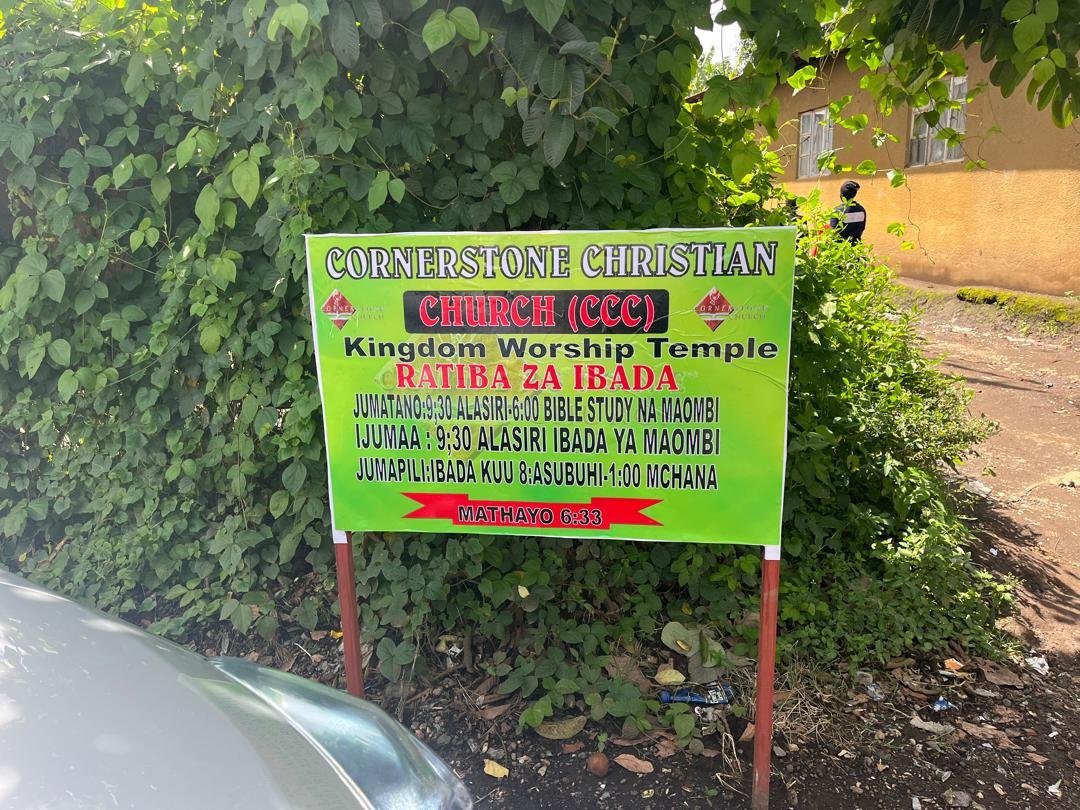 CORNERSTONE CHRISTIAN
CHURCH (CCC)
Kingdom Worship Temple
RATIBA ZA IBADA
JUMATANO:9;30 ALASIRI-6:00 BIBLE STUDY NA MAOMBI
IJUMAA : 9;30 ALASIRI IBADA YA MAOMBI
JUMAPILI:IBADA KUU 8:ASUBUHI-1:00 MCHANA
MATHAYO 6:33